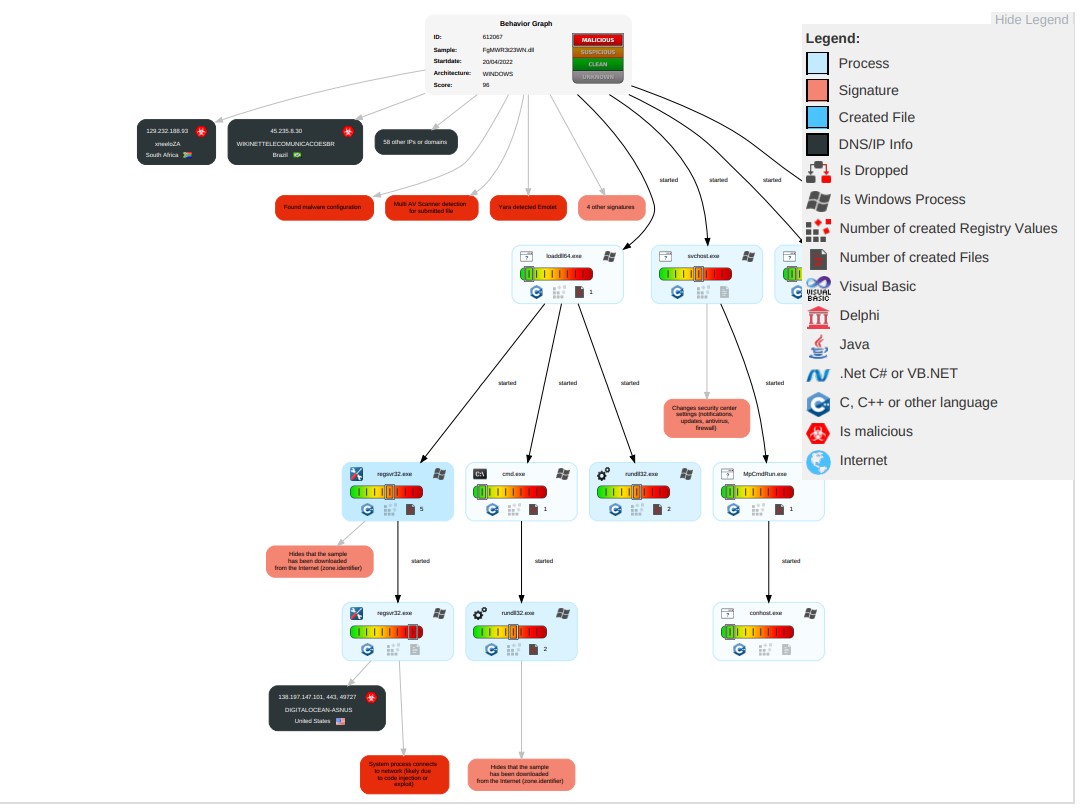 Hide Legend
Behavior Graph
ID: 612067
Sample: FgMWR3I23WN.dll
Startdate: 20/04/2022
Architecture: WINDOWS
Score: 96
MALICIOUS
SUSPICIOUS
CLEAN
UNKNOWN
Legend:
Process
Signature
Created File
DNS/IP Info
Is Dropped
Is Windows Process
Number of created Registry Values
Number of created Files
Visual Basic
VISUAL
BASIC
Delphi
Java
.Net C# or VB.NET
C, C++ or other language
Is malicious
Internet
129.232.188.93
xneeloZA
South Africa
45.235.8.30
WIKINETTELECOMUNICACOESBR
Brazil
58 other IPs or domains
Found malware configuration
Multi AV Scanner detection
for submitted file
Yara detected Emotet
4 other signatures
started
started
started
loaddll64.exe
1
svchost.exe
started
started
started
started
Changes security center
settings (notifications,
updates, antivirus,
firewall)
regsvr32.exe
5
cmd.exe
C:\
1
rundll32.exe
2
MpCmdRun.exe
1
Hides that the sample
has been downloaded
from the Internet (zone.identifier)
started
started
started
regsvr32.exe
rundll32.exe
2
conhost.exe
138.197.147.101, 443, 49727
DIGITALOCEAN-ASNUS
United States
System process connects
to network (likely due
to code injection or
exploit)
Hides that the sample
has been downloaded
from the Internet (zone.identifier)